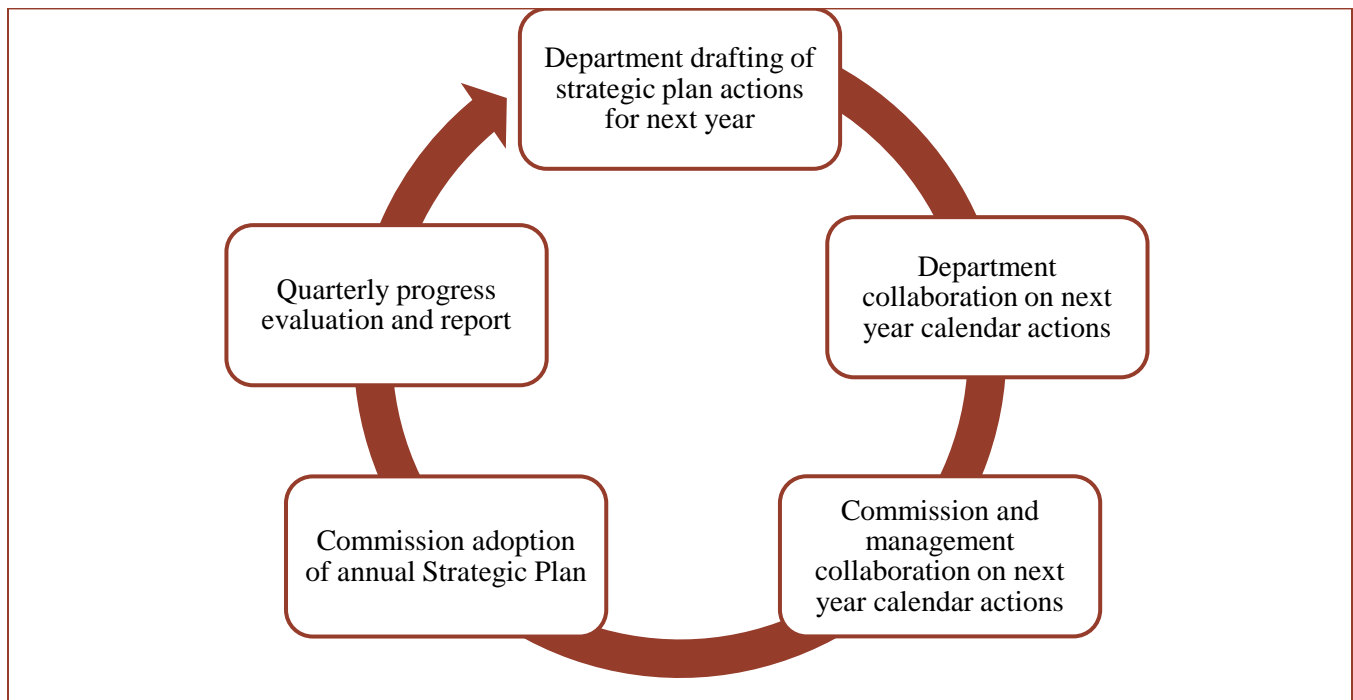 Department drafting of
strategic plan actions
for next year
Department
collaboration on next
year calendar actions
Commission and
management
collaboration on next
year calendar actions
Commission adoption
of annual Strategic Plan
Quarterly progress
evaluation and report